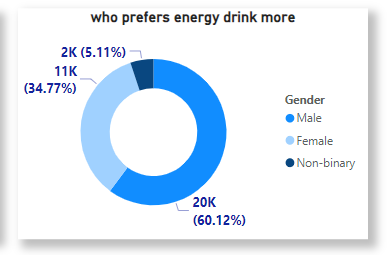 who prefers energy drink more
2K (5.11%)
11K
(34.77%)
Gender
Male
Female
Non-binary
20K
(60.12%)